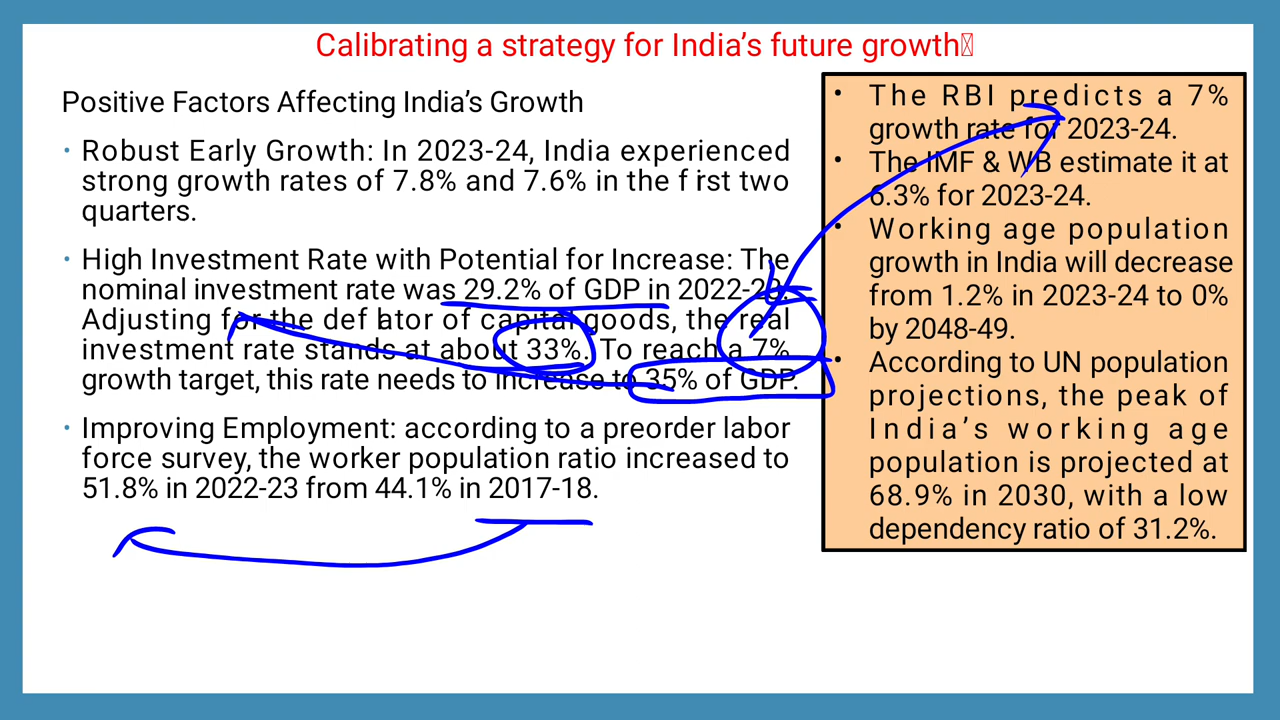 Calibrating a strategy for India’s future growth
Positive Factors Affecting India’s Growth
• Robust Early Growth: In 2023-24, India experienced
strong growth rates of 7.8% and 7.6% in the f irst two
quarters.
• High Investment Rate with Potential for Increase: The
nominal investment rate was 29.2% of GDP in 2022-23.
Adjusting for the def lator of capital goods, the real
investment rate stands at about 33%. To reach a 7%
growth target, this rate needs to increase to 35% of GDP.
• Improving Employment: according to a preorder labor
force survey, the worker population ratio increased to
51.8% in 2022-23 from 44.1% in 2017-18.
• The RBI predicts a 7%
growth rate for 2023-24.
• The IMF & WB estimate it at
6.3% for 2023-24.
• Working age population
growth in India will decrease
from 1.2% in 2023-24 to 0%
by 2048-49.
• According to UN population
projections, the peak of
India’s working age
population is projected at
68.9% in 2030, with a low
dependency ratio of 31.2%.